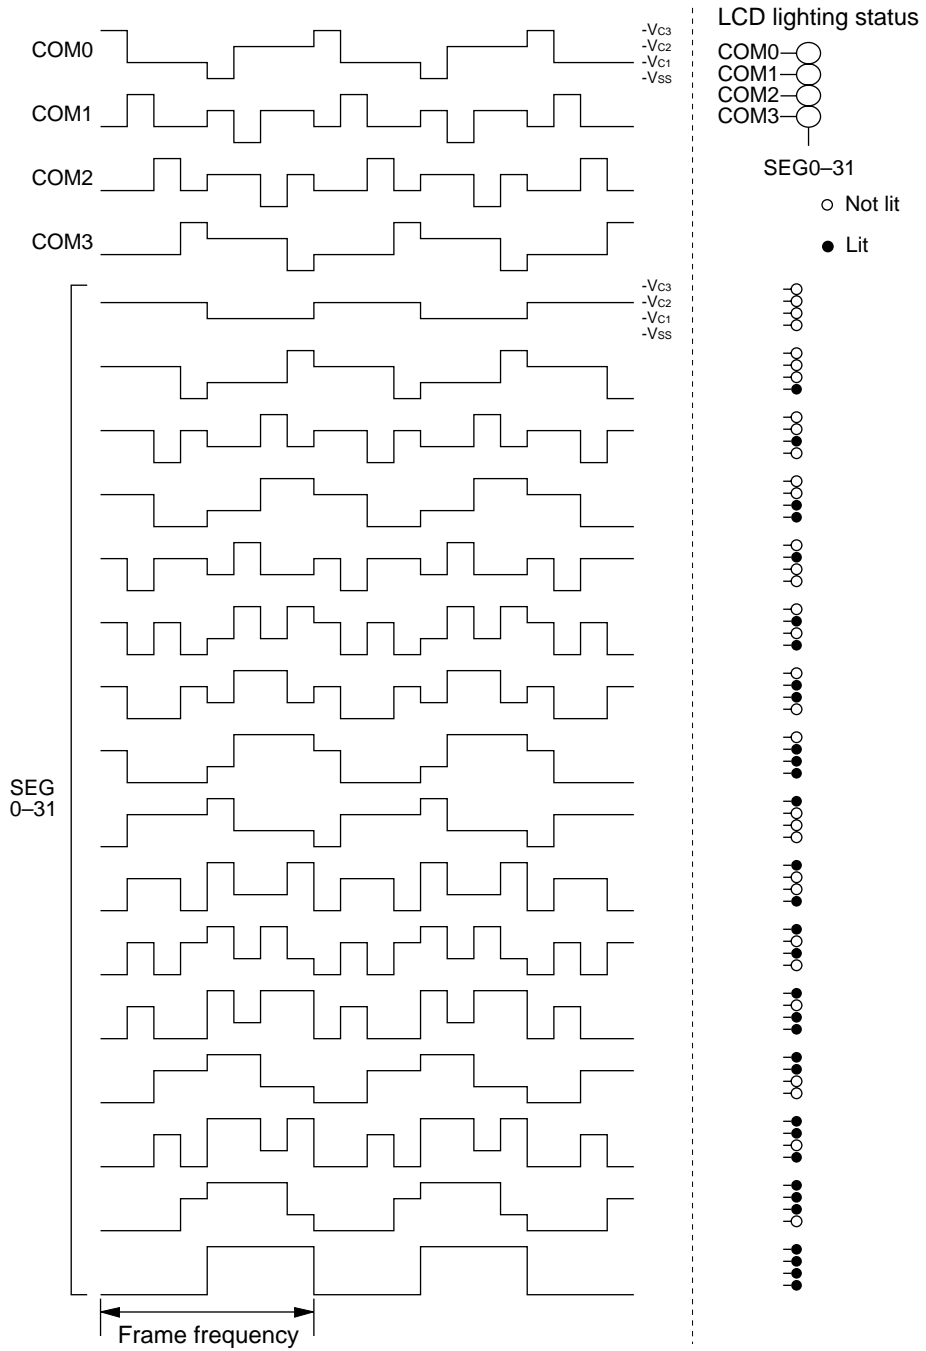 COM0
-VC3
-VC2
-VC1
-VSS
COM1
COM2
COM3
-VC3
-VC2
-VC1
-VSS
SEG
0–31
Frame frequency
LCD lighting status
COM0
COM1
COM2
COM3
SEG0–31
Not lit
Lit